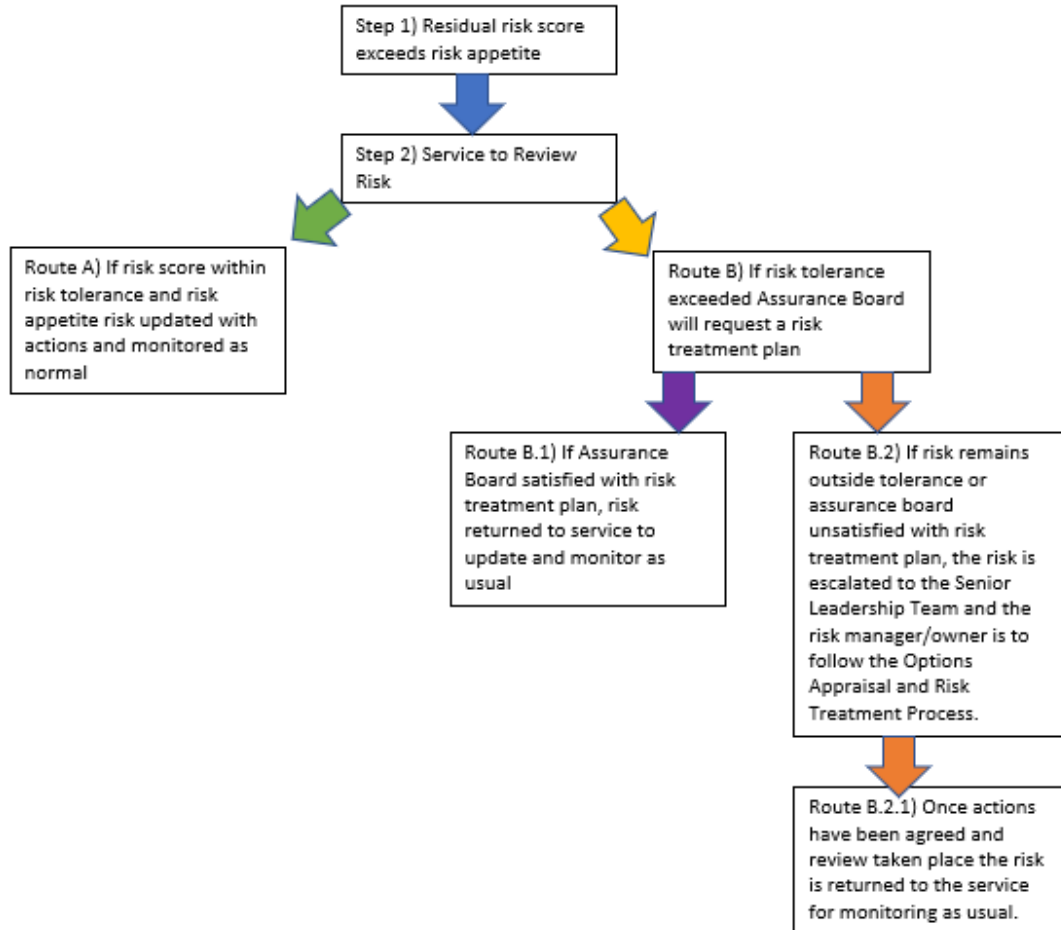 Step 1) Residual risk score
exceeds risk appetite
Step 2) Service to Review
Risk
Route A) If risk score within
risk tolerance and risk
appetite risk updated with
actions and monitored as
normal
Route B) If risk tolerance
exceeded Assurance Board
will request a risk
treatment plan
Route B.1) If Assurance
Board satisfied with risk
treatment plan, risk
returned to service to
update and monitor as
usual
Route B.2) If risk remains
outside tolerance or
assurance board
unsatisfied with risk
treatment plan, the risk is
escalated to the Senior
Leadership Team and the
risk manager/owner is to
follow the Options
Appraisal and Risk
Treatment Process.
Route B.2.1) Once actions
have been agreed and
review taken place the risk
is returned to the service
for monitoring as usual.